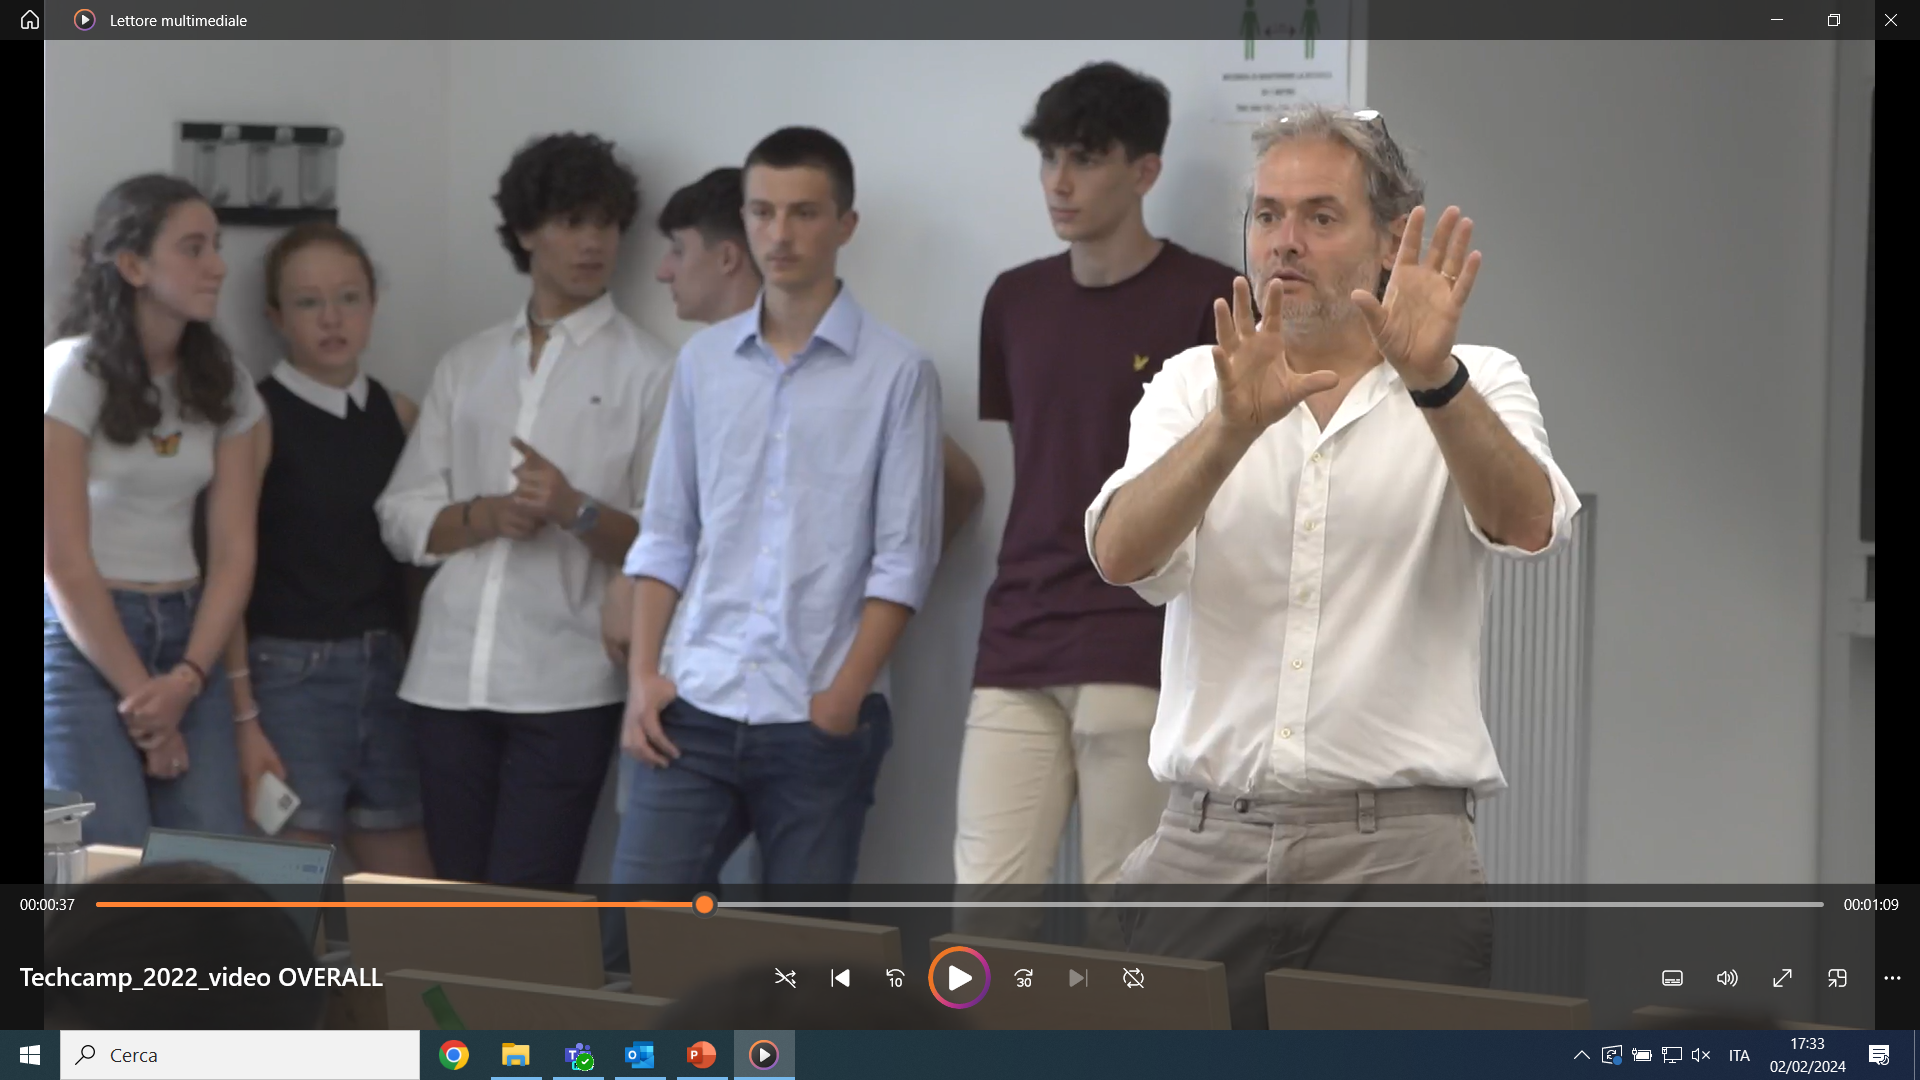 Lettore multimediale
00:00:37
00:01:09
Techcamp_2022_video OVERALL
10
30
Cerca
ITA
17:33
02/02/2024